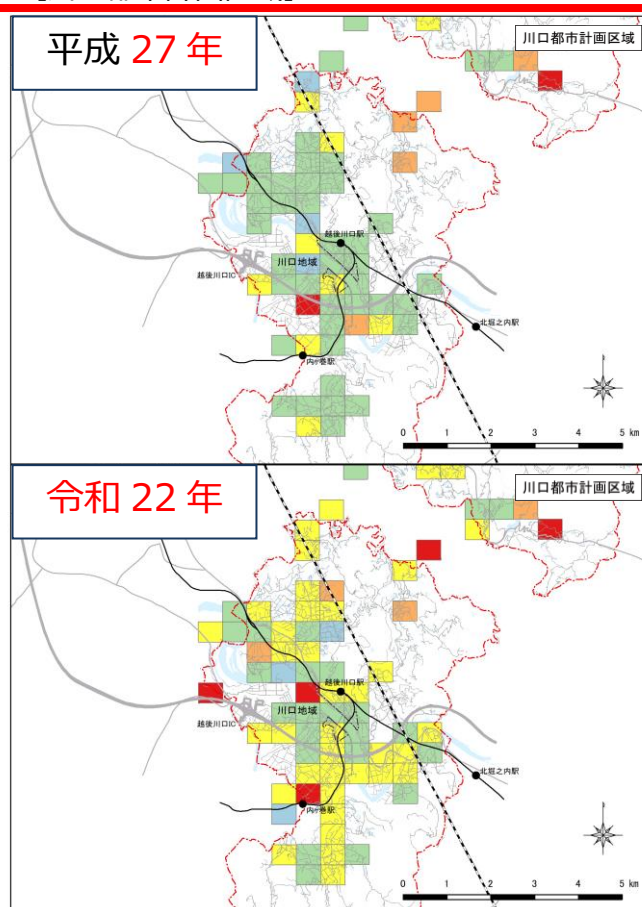 平成 27 年
川口都市計画区域
越後川口駅
川口地域
越後川口IC
北堀之内駅
内ヶ巻駅
0 1 2 3 4 5 km
令和 22 年
川口都市計画区域
越後川口駅
川口地域
越後川口IC
北堀之内駅
内ヶ巻駅
0 1 2 3 4 5 km